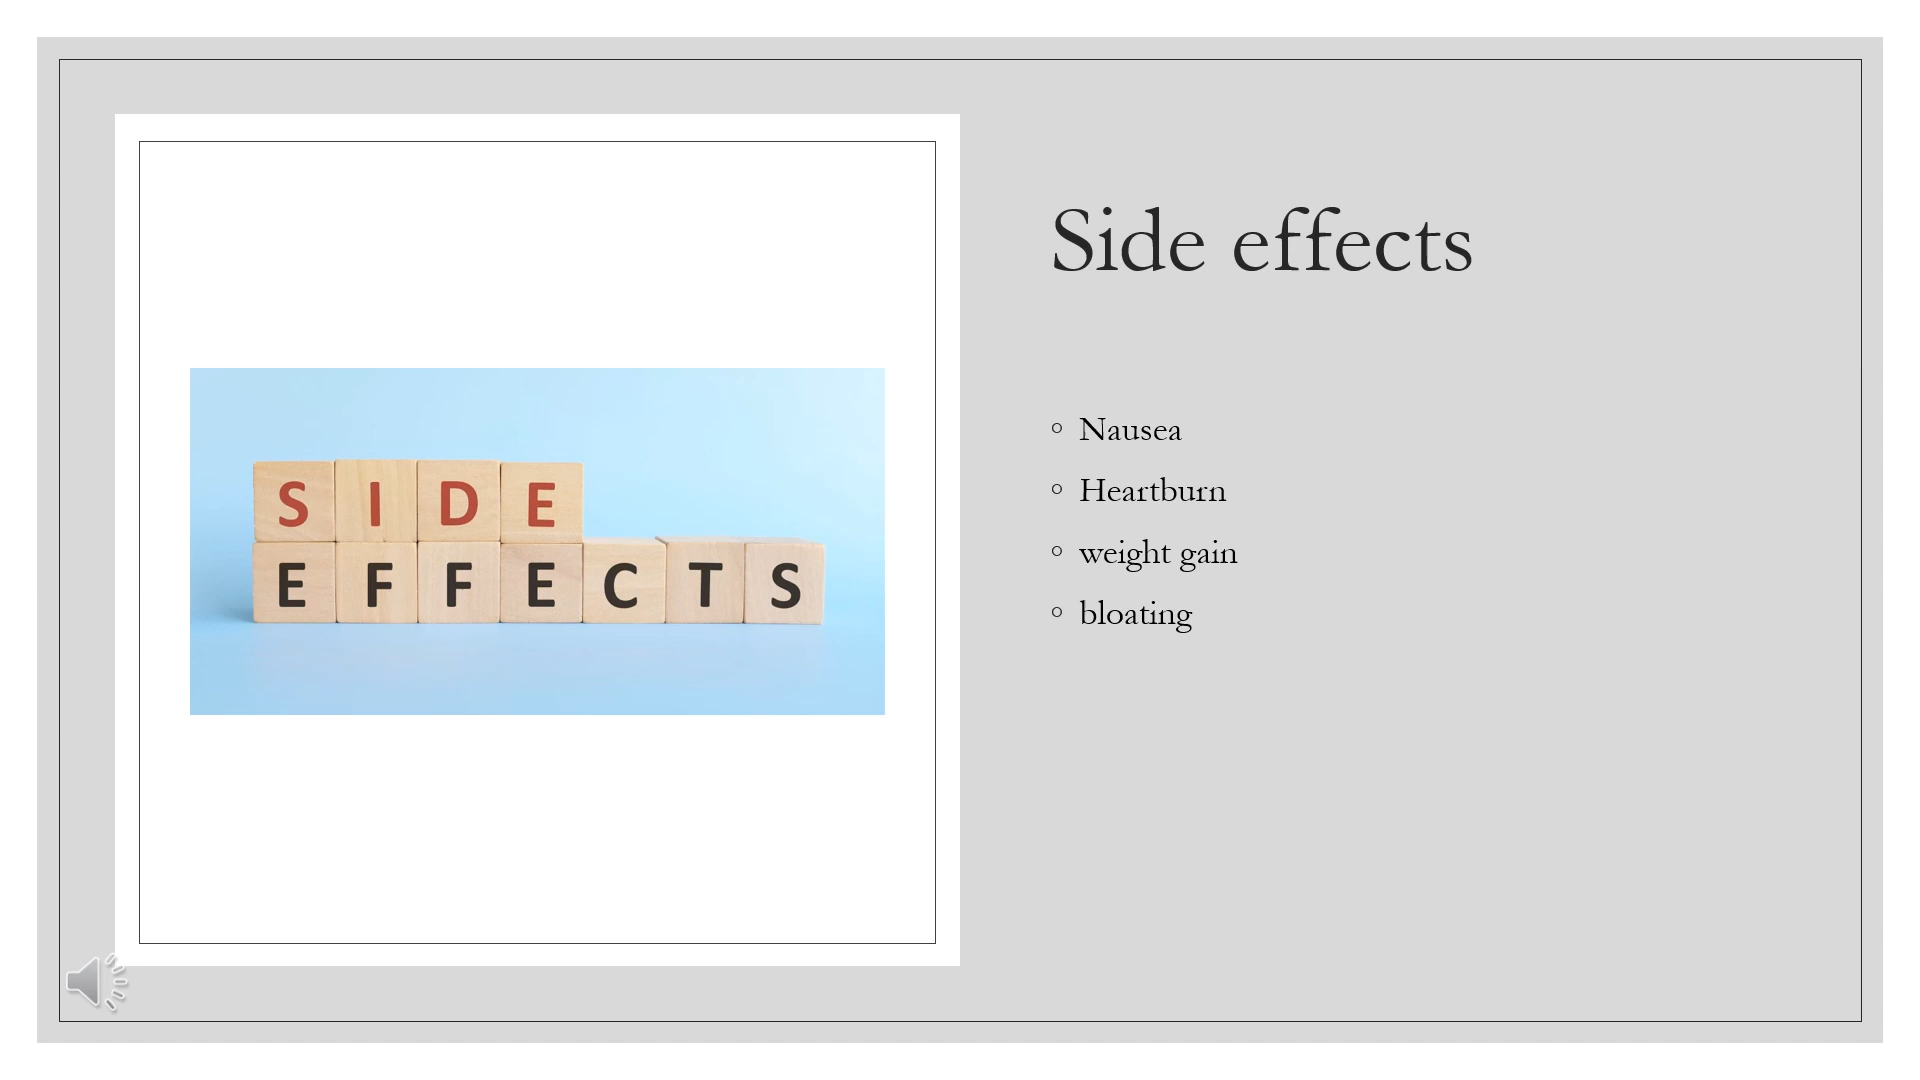 SIDE
EFFECTS
Side effects
Nausea
Heartburn
weight gain
bloating